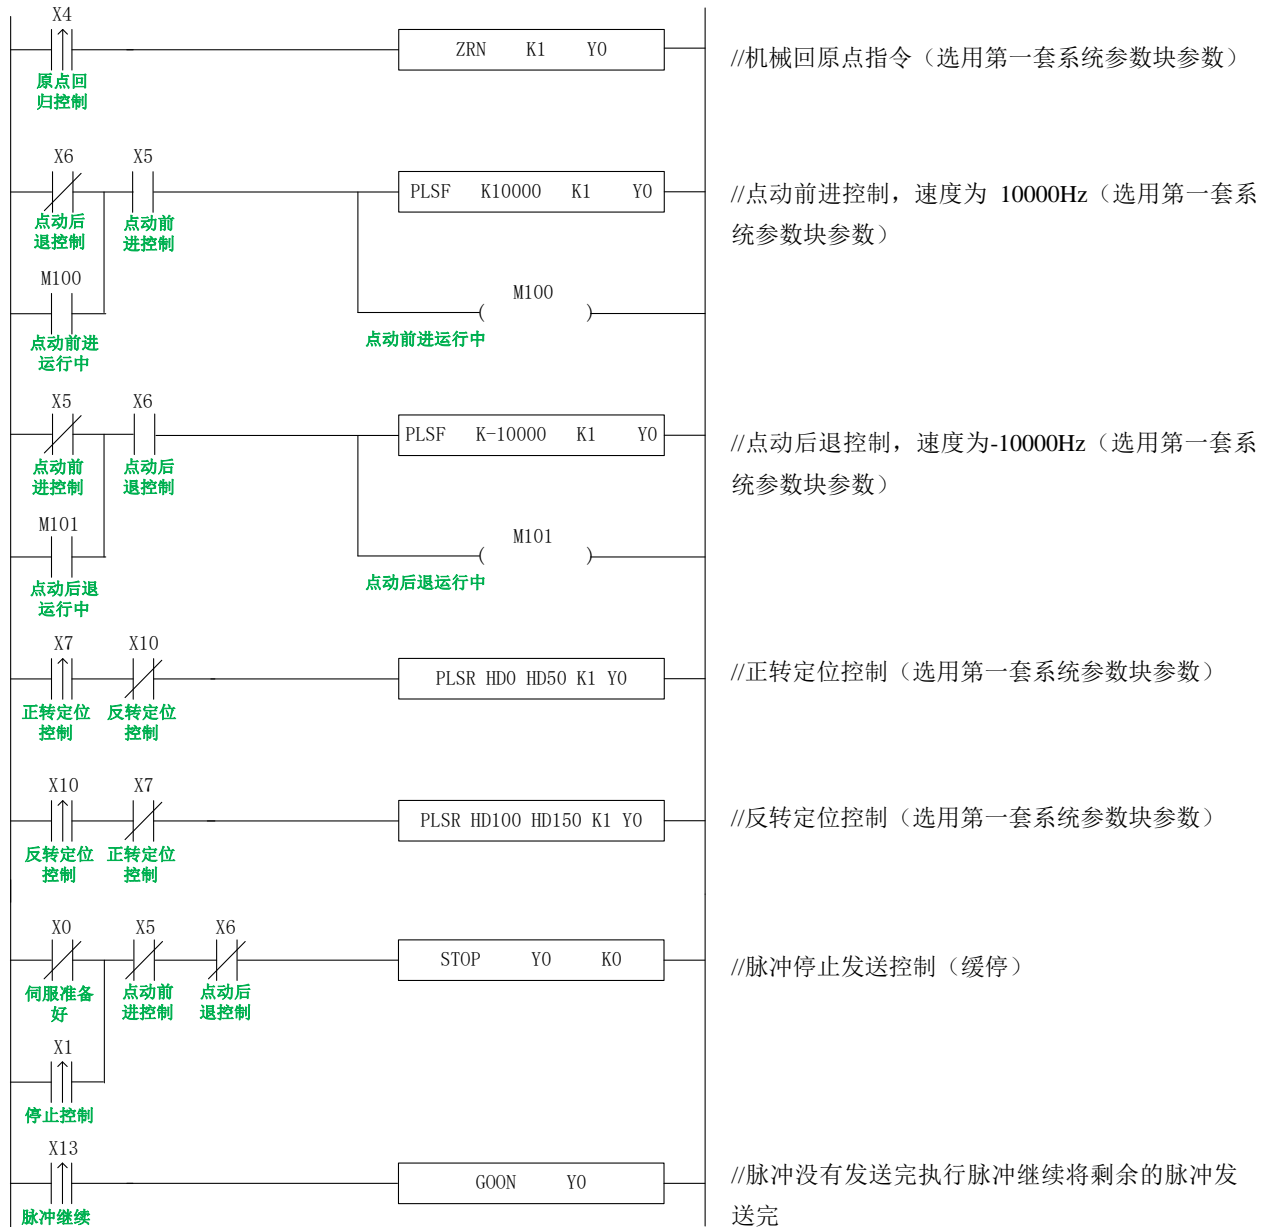 X4
ZRN K1 Y0
//机械回原点指令（选用第一套系统参数块参数）
原点回
归控制
X6 X5
PLSF K10000 K1 Y0
//点动前进控制，速度为 10000Hz（选用第一套系
统参数块参数）
点动后
退控制
点动前
进控制
M100
M100
( )
点动前进
运行中
点动前进运行中
X5 X6
PLSF K-10000 K1 Y0
//点动后退控制，速度为-10000Hz（选用第一套系
统参数块参数）
点动前
进控制
点动后
退控制
M101
M101
( )
点动后退
运行中
点动后退运行中
X7 X10
PLSR HD0 HD50 K1 Y0
//正转定位控制（选用第一套系统参数块参数）
正转定位
控制
反转定位
控制
X10 X7
PLSR HD100 HD150 K1 Y0
//反转定位控制（选用第一套系统参数块参数）
反转定位
控制
正转定位
控制
X0 X5 X6
STOP Y0 K0
//脉冲停止发送控制（缓停）
伺服准备
好
点动前
进控制
点动后
退控制
X1
停止控制
X13
GOON Y0
//脉冲没有发送完执行脉冲继续将剩余的脉冲发
送完
脉冲继续